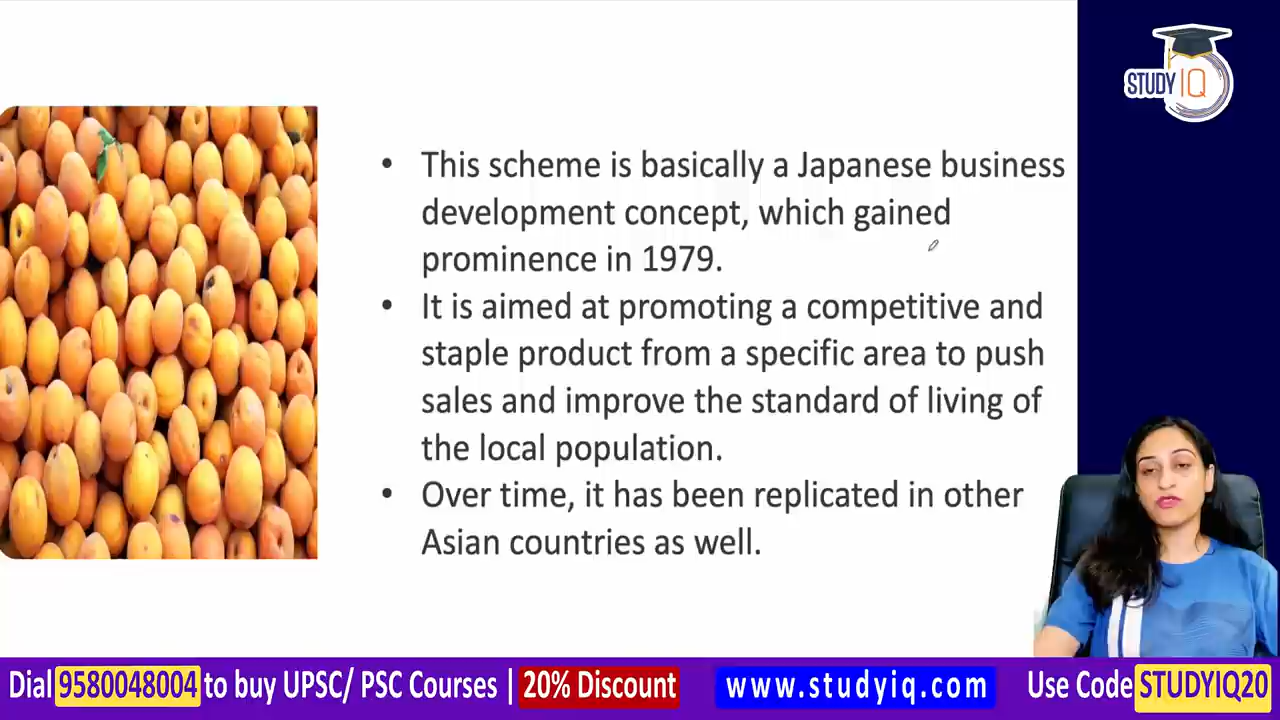 STUDY IQ
• This scheme is basically a Japanese business
development concept, which gained
prominence in 1979.
• It is aimed at promoting a competitive and
staple product from a specific area to push
sales and improve the standard of living of
the local population.
• Over time, it has been replicated in other
Asian countries as well.
Dial 9580048004 to buy UPSC/ PSC Courses | 20% Discount www.studyiq.com Use Code STUDYIQ20